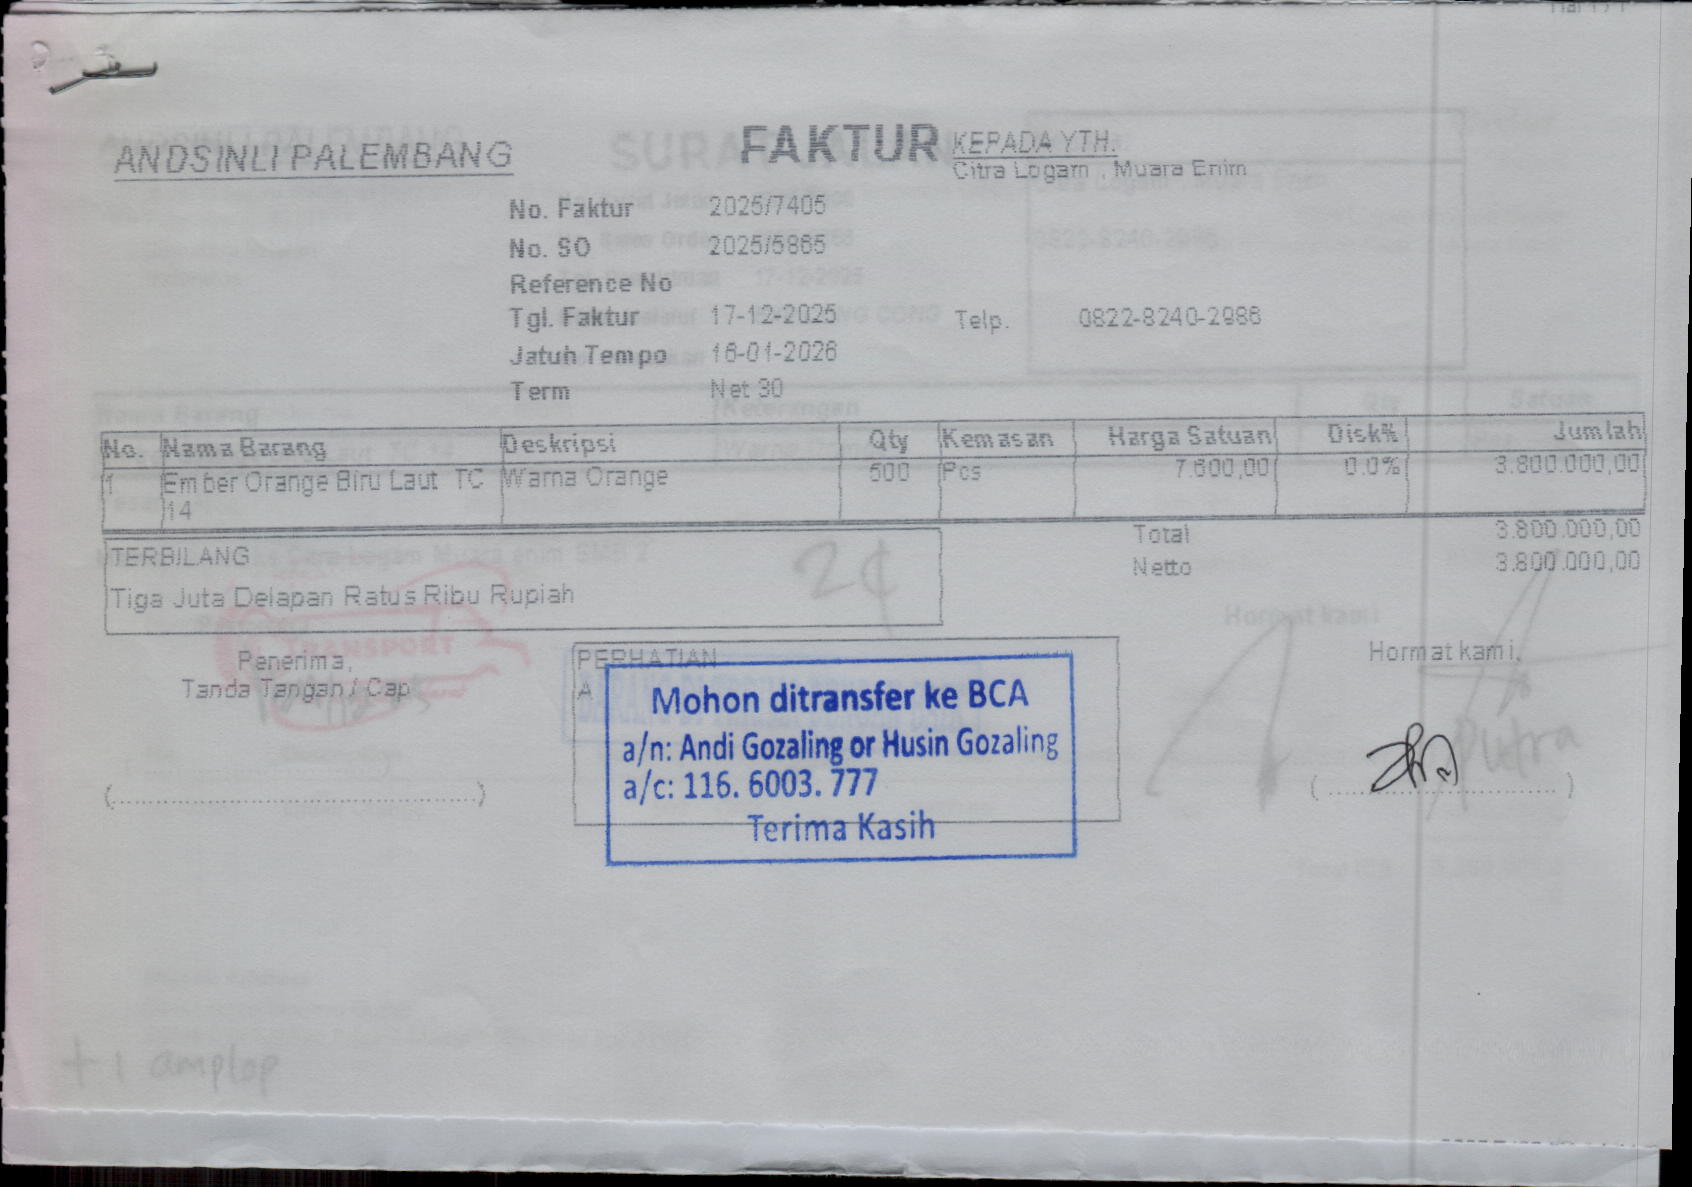 ANDSINLI PALEMBANG
FAKTUR
KEPADA YTH.
Citra Logam , Muara Enim
No. Faktur 2025/7405
No. SO 2025/5865
Reference No
Tgl. Faktur 17-12-2025
Telp. 0822-8240-2986
Jatuh Tempo 16-01-2026
Term Net 30
No. Nama Barang Deskripsi Qty Kemasan Harga Satuan Disk% Jumlah
1 Ember Orange Biru Laut TC Warna Orange 500 Pcs 7.600,00 0.0% 3.800.000,00
14
Total 3.800.000,00
Netto 3.800.000,00
TERBILANG
Tiga Juta Delapan Ratus Ribu Rupiah
Penerima,
Tanda Tangan / Cap
PERHATIAN
A
Mohon ditransfer ke BCA
a/n: Andi Gozaling or Husin Gozaling
a/c: 116. 6003. 777
Terima Kasih
Hormat kami,
Putra
(..............................................)
(..............................)
+ 1 amplop